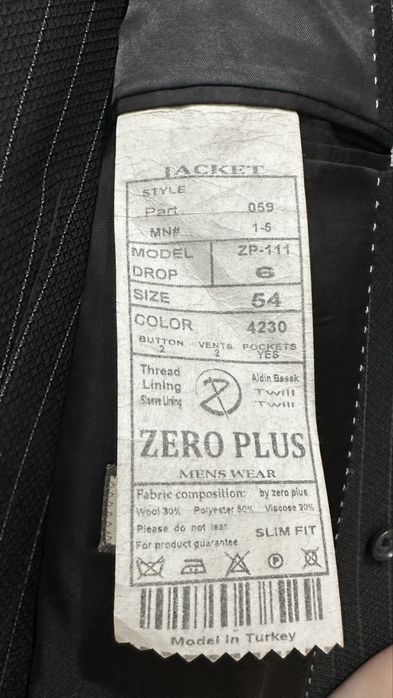 JACKET
STYLE
Part 059
MN# 1-5
MODEL ZP-111
DROP 6
SIZE 54
COLOR 4230
BUTTON VENTS POCKETS
2 2 YES
Thread Aldin Basak
Lining Twill
Sleeve Lining Twill
ZERO PLUS
MENS WEAR
Fabric composition: by zero plus
Wool 30% Polyester 50% Viscose 20%
Please do not tear SLIM FIT
For product guarantee
Madel In Turkey